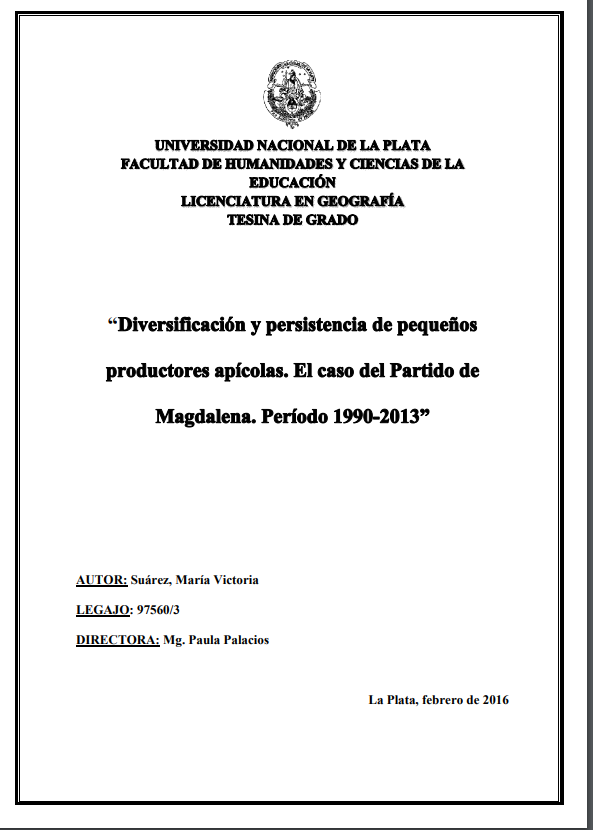 UNIVERSIDAD NACIONAL DE LA PLATA
FACULTAD DE HUMANIDADES Y CIENCIAS DE LA
EDUCACIÓN
LICENCIATURA EN GEOGRAFÍA
TESINA DE GRADO
“Diversificación y persistencia de pequeños
productores apícolas. El caso del Partido de
Magdalena. Período 1990-2013”
AUTOR: Suárez, María Victoria
LEGAJO: 97560/3
DIRECTORA: Mg. Paula Palacios
La Plata, febrero de 2016